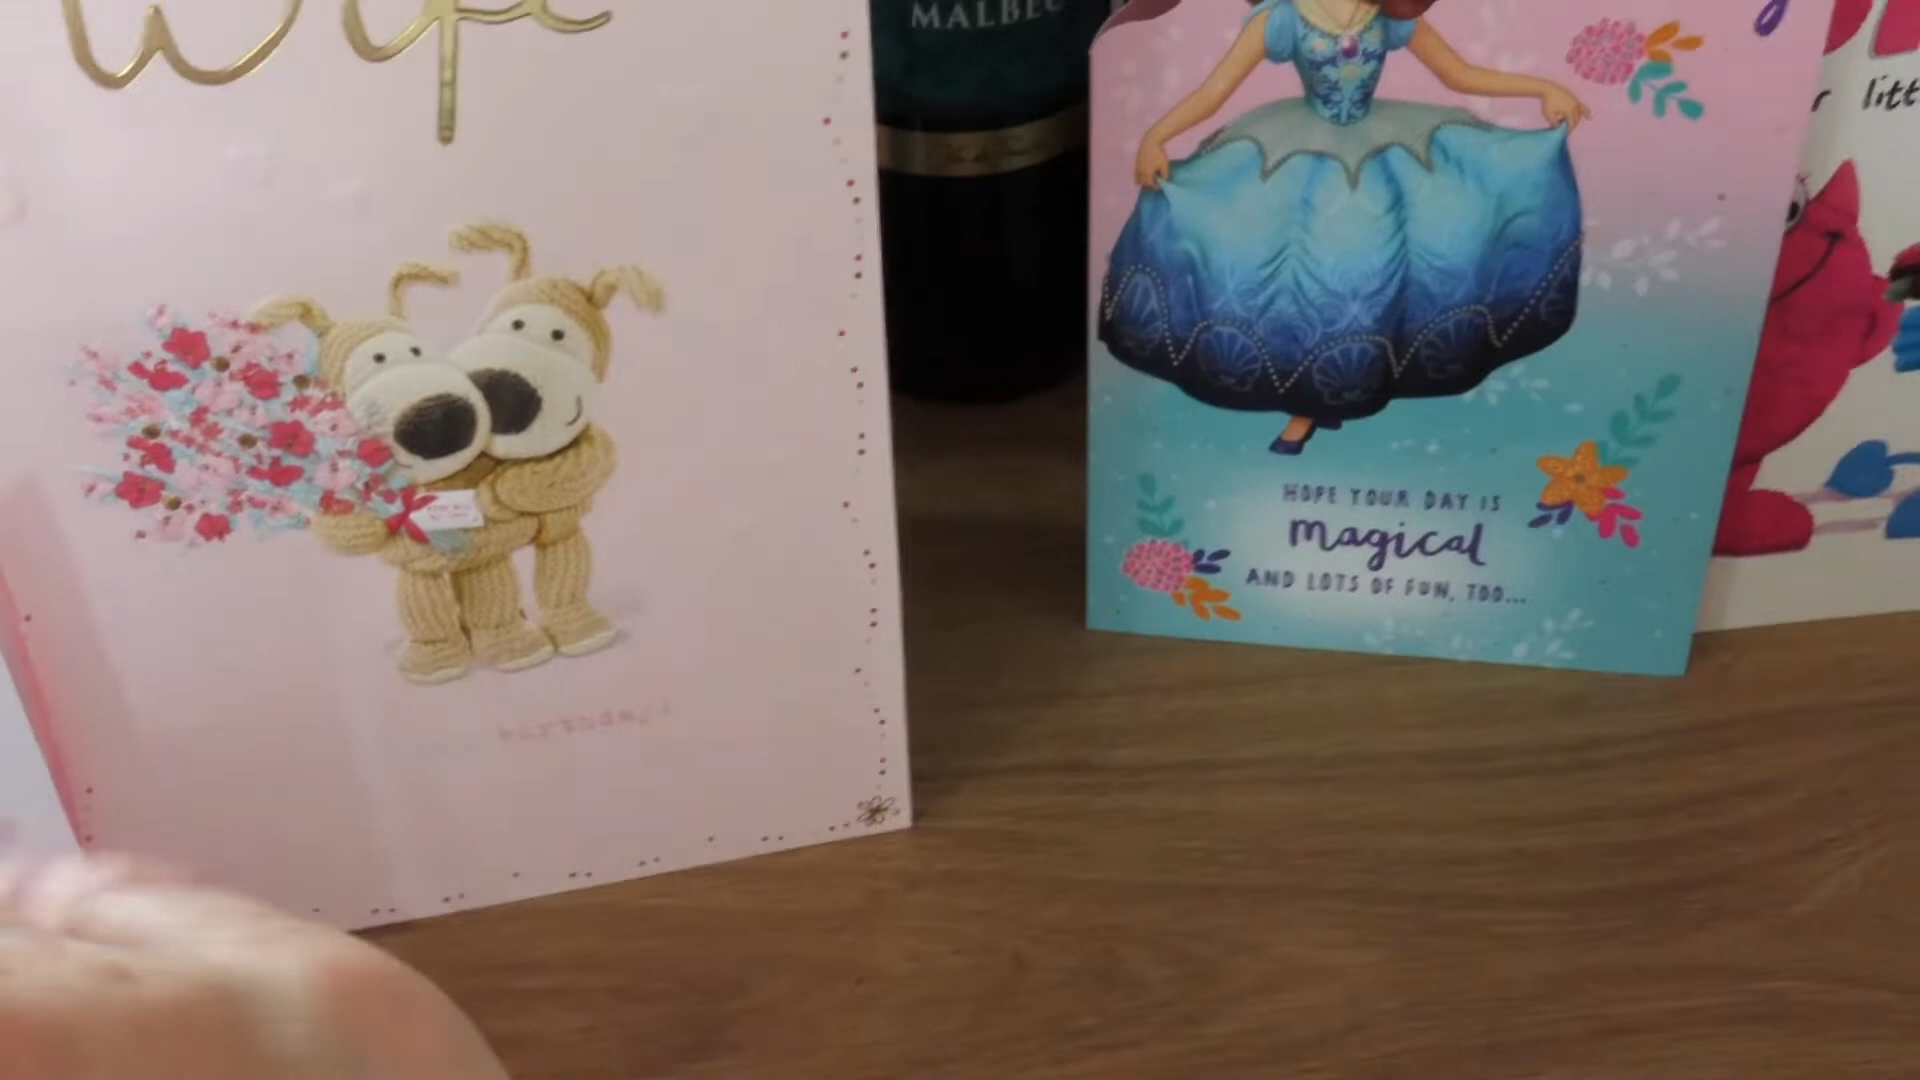 Wife
MALBEC
HOPE YOUR DAY IS
magical
AND LOTS OF FUN, TOO...
litt